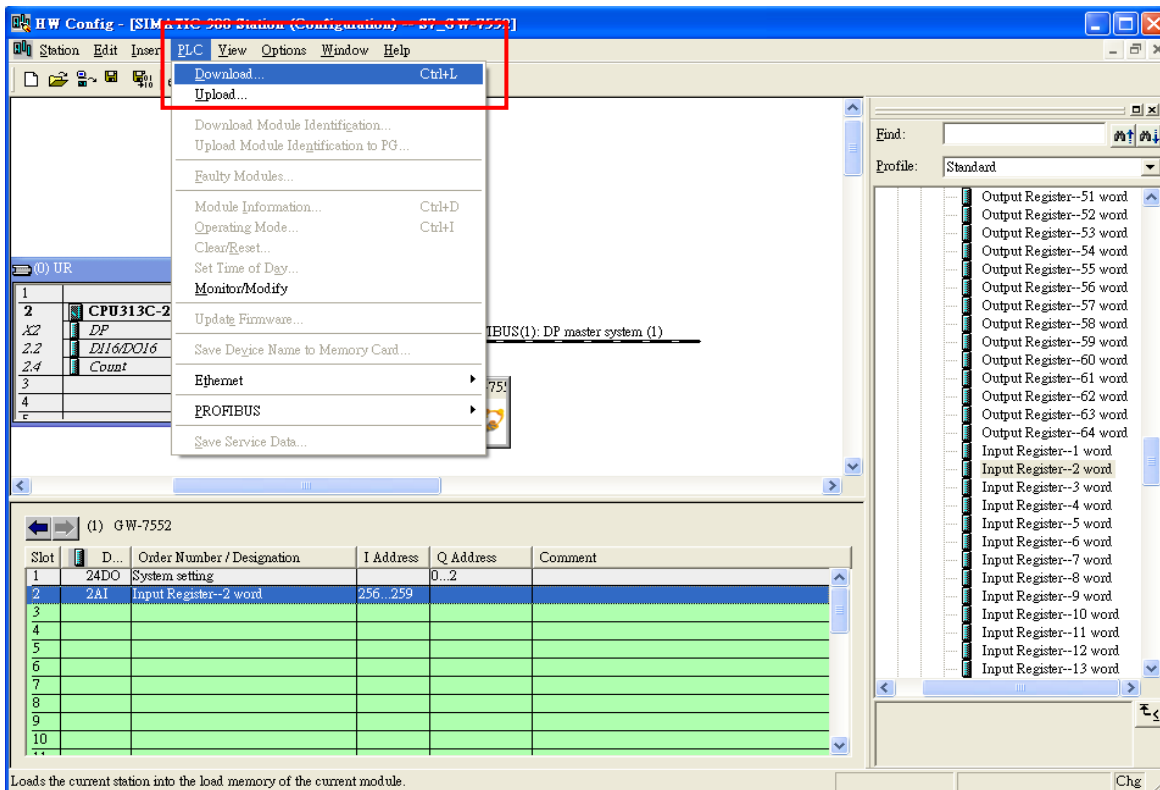 HW Config - [SIMATIC 300 Station (Configuration) -- S7_GW-7552]
Station Edit Insert PLC View Options Window Help
Download... Ctrl+L
Upload...
Download Module Identification...
Upload Module Identification to PG...
Faulty Modules...
Module Information... Ctrl+D
Operating Mode... Ctrl+I
Clear/Reset...
Set Time of Day...
Monitor/Modify
Update Firmware...
Save Device Name to Memory Card...
Ethernet
PROFIBUS
Save Service Data...
(0) UR
1
2 CPU313C-2
X2 DP
2.2 DI16/DO16
2.4 Count
3
4
IBUS(1): DP master system (1)
Find:
Profile: Standard
Output Register--51 word
Output Register--52 word
Output Register--53 word
Output Register--54 word
Output Register--55 word
Output Register--56 word
Output Register--57 word
Output Register--58 word
Output Register--59 word
Output Register--60 word
Output Register--61 word
Output Register--62 word
Output Register--63 word
Output Register--64 word
Input Register--1 word
Input Register--2 word
Input Register--3 word
Input Register--4 word
Input Register--5 word
Input Register--6 word
Input Register--7 word
Input Register--8 word
Input Register--9 word
Input Register--10 word
Input Register--11 word
Input Register--12 word
Input Register--13 word
(1) GW-7552
Slot D... Order Number / Designation I Address Q Address Comment
1 24DO System setting 0...2
2 2AI Input Register--2 word 256...259
3
4
5
6
7
8
9
10
Loads the current station into the load memory of the current module.
Chg